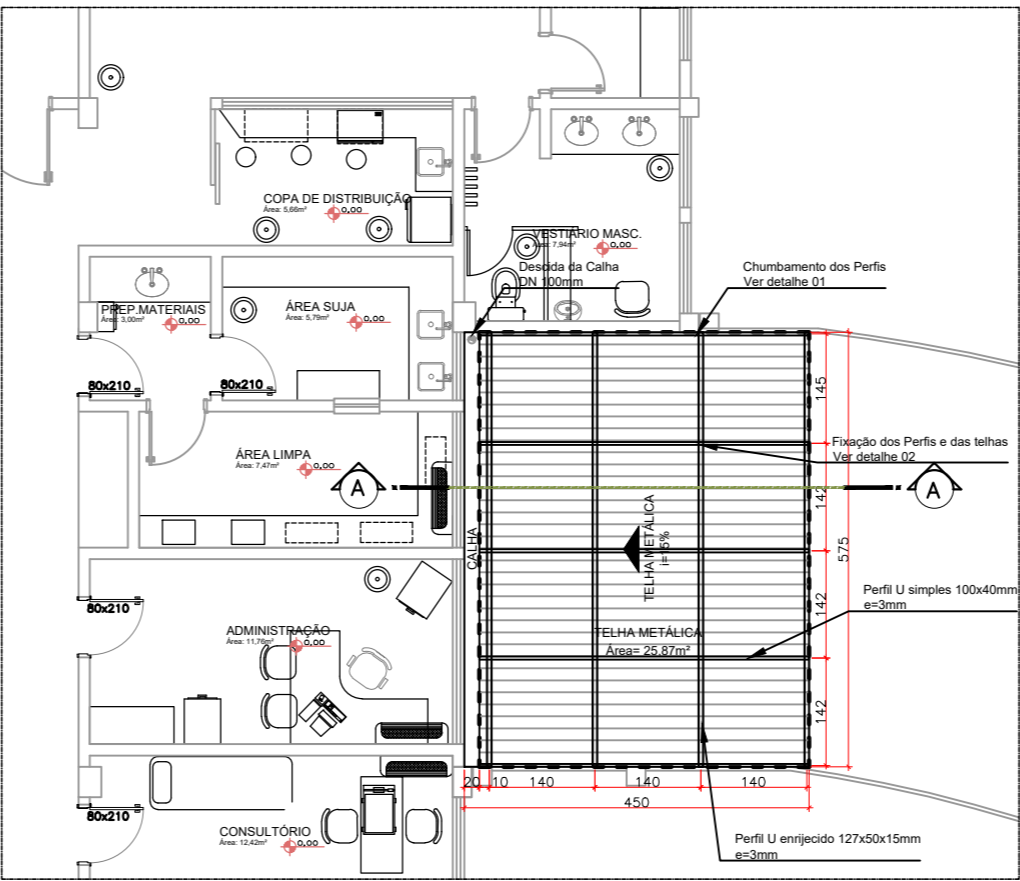 COPA DE DISTRIBUIÇÃO
Área: 5,66m²
0,00
VESTIARIO MASC.
Área: 7,94m²
0,00
Descida da Calha
DN 100mm
Chumbamento dos Perfis
Ver detalhe 01
PREP.MATERIAIS
Área: 3,00m²
0,00
ÁREA SUJA
Área: 5,79m²
0,00
80x210
80x210
145
Fixação dos Perfis e das telhas
Ver detalhe 02
ÁREA LIMPA
Área: 7,47m²
0,00
A
A
142
CALHA
TELHA METÁLICA
i=15%
575
142
Perfil U simples 100x40mm
e=3mm
80x210
ADMINISTRAÇÃO
Área: 11,76m²
0,00
TELHA METÁLICA
Área= 25.87m²
142
20
10
140
140
140
450
80x210
CONSULTÓRIO
Área: 12,42m²
0,00
Perfil U enrijecido 127x50x15mm
e=3mm